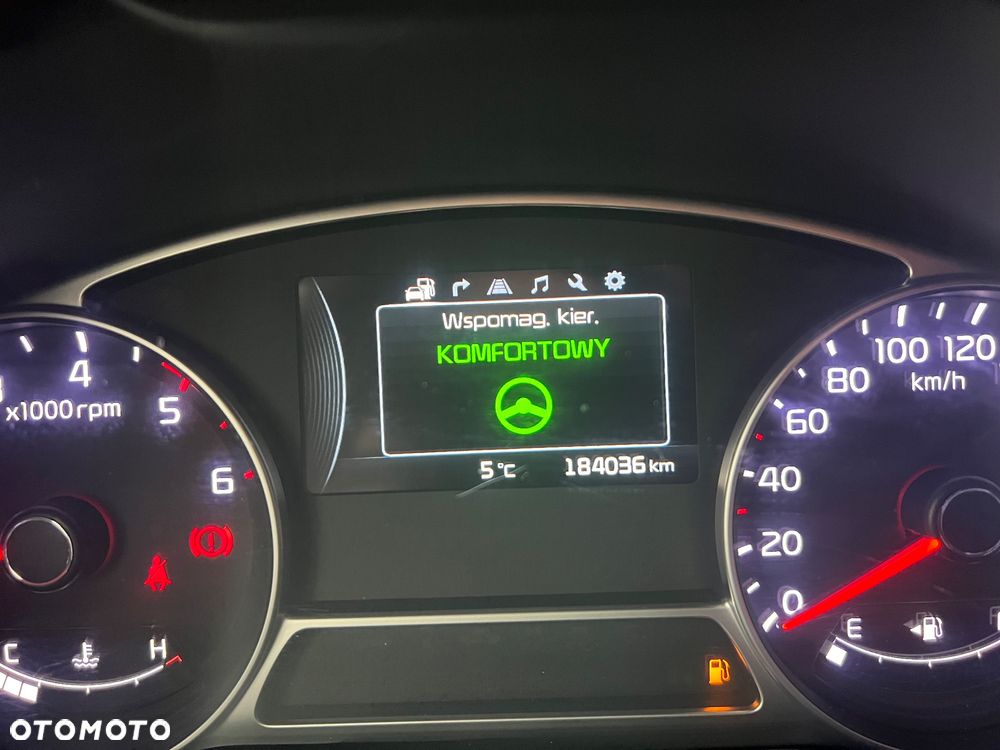 Wspomag. kier.
KOMFORTOWY
5°C 184036 km
4
x1000rpm
5
6
C
H
120
100
km/h
80
60
40
20
0
E
OTOMOTO